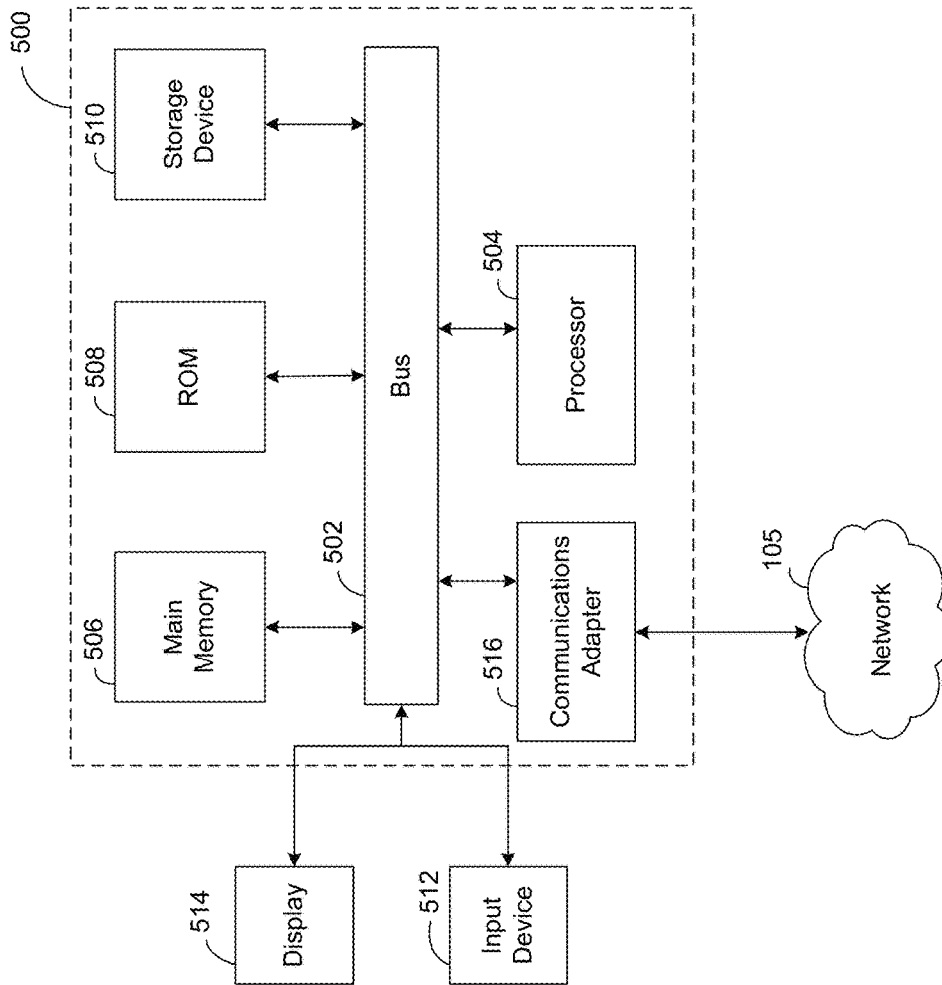 500
510
Storage
Device
508
ROM
506
Main
Memory
502
Bus
504
Processor
516
Communications
Adapter
514
Display
512
Input
Device
105
Network